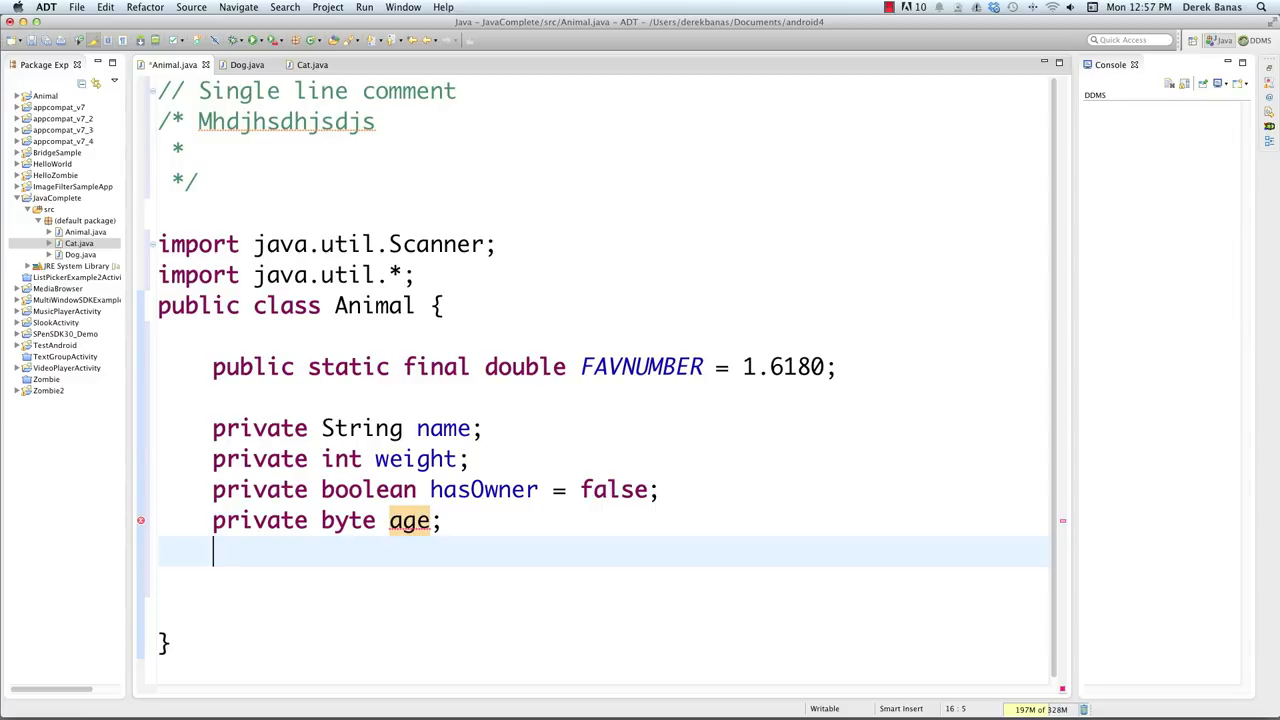 ADT File Edit Refactor Source Navigate Search Project Run Window Help 10 Mon 12:57 PM Derek Banas
Java – JavaComplete/src/Animal.java – ADT – /Users/derekbanas/Documents/android4
Quick Access Java DDMS
Package Exp
*Animal.java Dog.java Cat.java
Console
DDMS
Animal
appcompat_v7
appcompat_v7_2
appcompat_v7_3
appcompat_v7_4
BridgeSample
HelloWorld
HelloZombie
ImageFilterSampleApp
JavaComplete
src
(default package)
Animal.java
Cat.java
Dog.java
JRE System Library [Ja
ListPickerExample2Activi
MediaBrowser
MultiWindowSDKExample
MusicPlayerActivity
SlookActivity
SPenSDK30_Demo
TestAndroid
TextGroupActivity
VideoPlayerActivity
Zombie
Zombie2
// Single line comment
/* Mhdjhsdhjsdjs
*
*/
import java.util.Scanner;
import java.util.*;
public class Animal {
public static final double FAVNUMBER = 1.6180;
private String name;
private int weight;
private boolean hasOwner = false;
private byte age;
}
Writable Smart Insert 16 : 5 197M of 328M